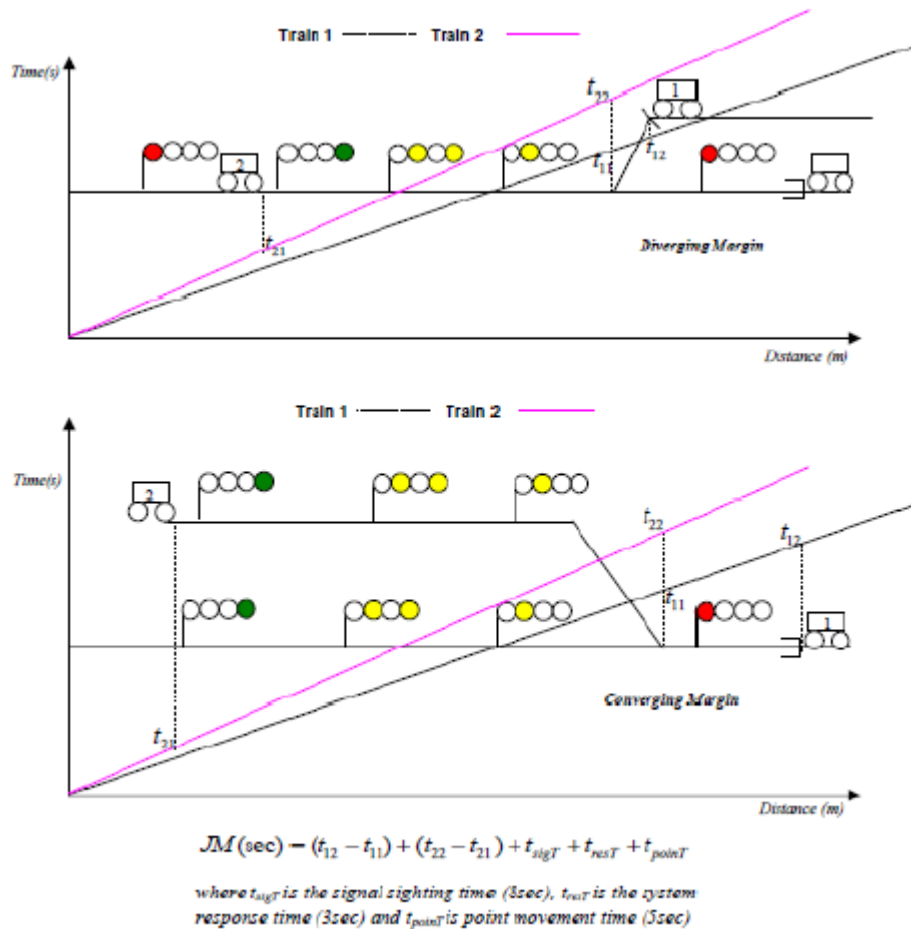 Train 1 Train 2
Time(s)
1
t22
2
t12
t11
t21
Diverging Margin
Distance (m)
Train 1 Train 2
Time(s)
2
t22
t12
t11
1
Converging Margin
t21
Distance (m)
JM(sec) = (t12 − t11) + (t22 − t21) + tsigT + tresT + tpoinT
where tsigT is the signal sighting time (8sec), tresT is the system
response time (3sec) and tpoinT is point movement time (5sec)